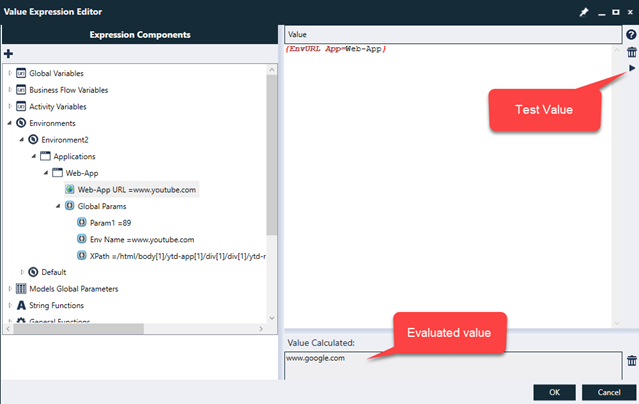 Value Expression Editor
Expression Components
Global Variables
Business Flow Variables
Activity Variables
Environments
Environment2
Applications
Web-App
Web-App URL =www.youtube.com
Global Params
Param1 =89
Env Name =www.youtube.com
XPath =/html/body[1]/ytd-app[1]/div[1]/div[1]/ytd-r
Default
Models Global Parameters
String Functions
General Functions
Value
{EnvURL App=Web-App}
Test Value
Value Calculated:
Evaluated value
www.google.com
OK
Cancel